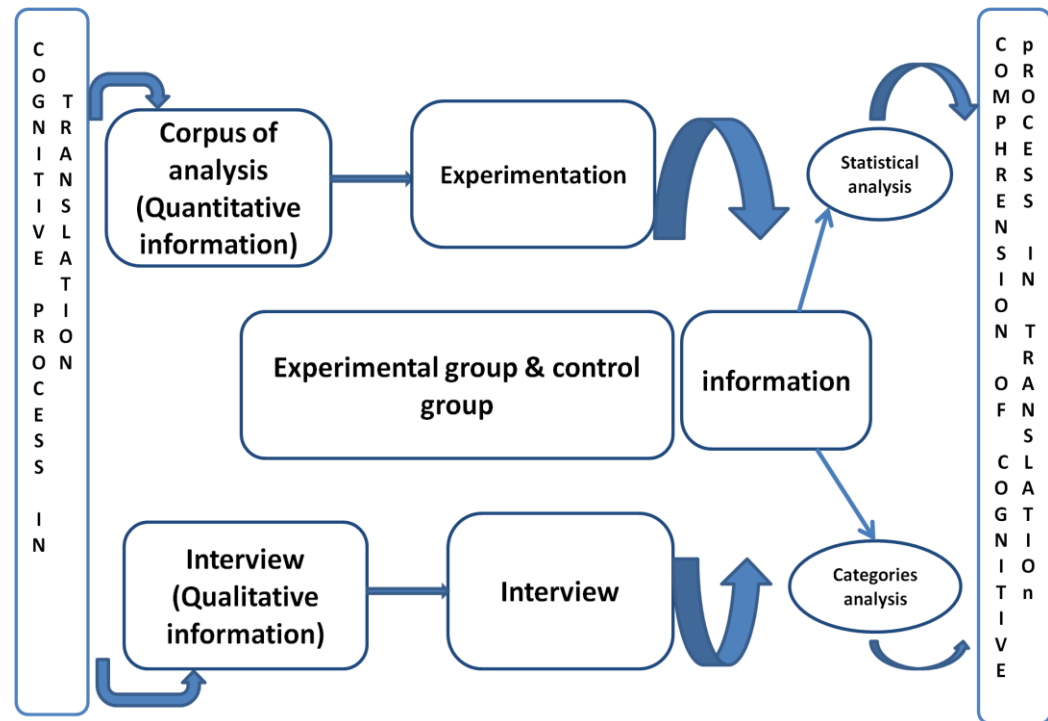 COGNITIVE PROCESS IN
TRANSLATION
Corpus of
analysis
(Quantitative
information)
Experimentation
Statistical
analysis
Experimental group & control
group
information
Interview
(Qualitative
information)
Interview
Categories
analysis
COMPHRENSION OF COGNITIVE
pROCESS IN TRANSLATIOn